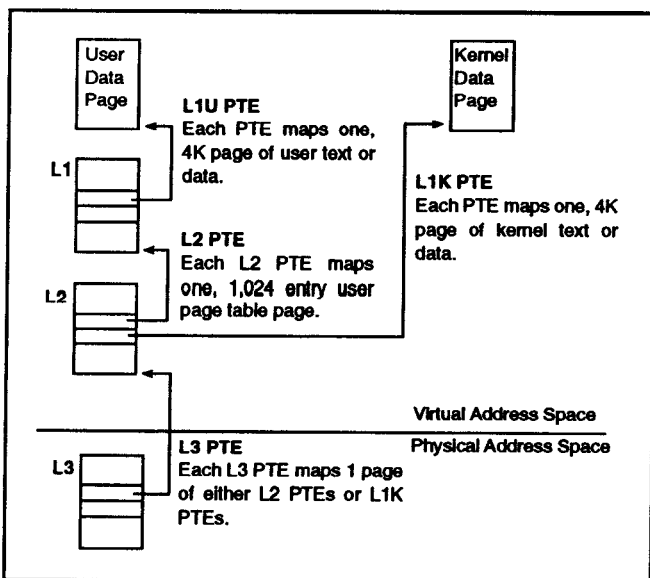 User
Data
Page
Kernel
Data
Page
L1U PTE
Each PTE maps one,
4K page of user text or
data.
L1
L1K PTE
Each PTE maps one, 4K
page of kernel text or
data.
L2 PTE
Each L2 PTE maps
one, 1,024 entry user
page table page.
L2
Virtual Address Space
Physical Address Space
L3 PTE
Each L3 PTE maps 1 page
of either L2 PTEs or L1K
PTEs.
L3